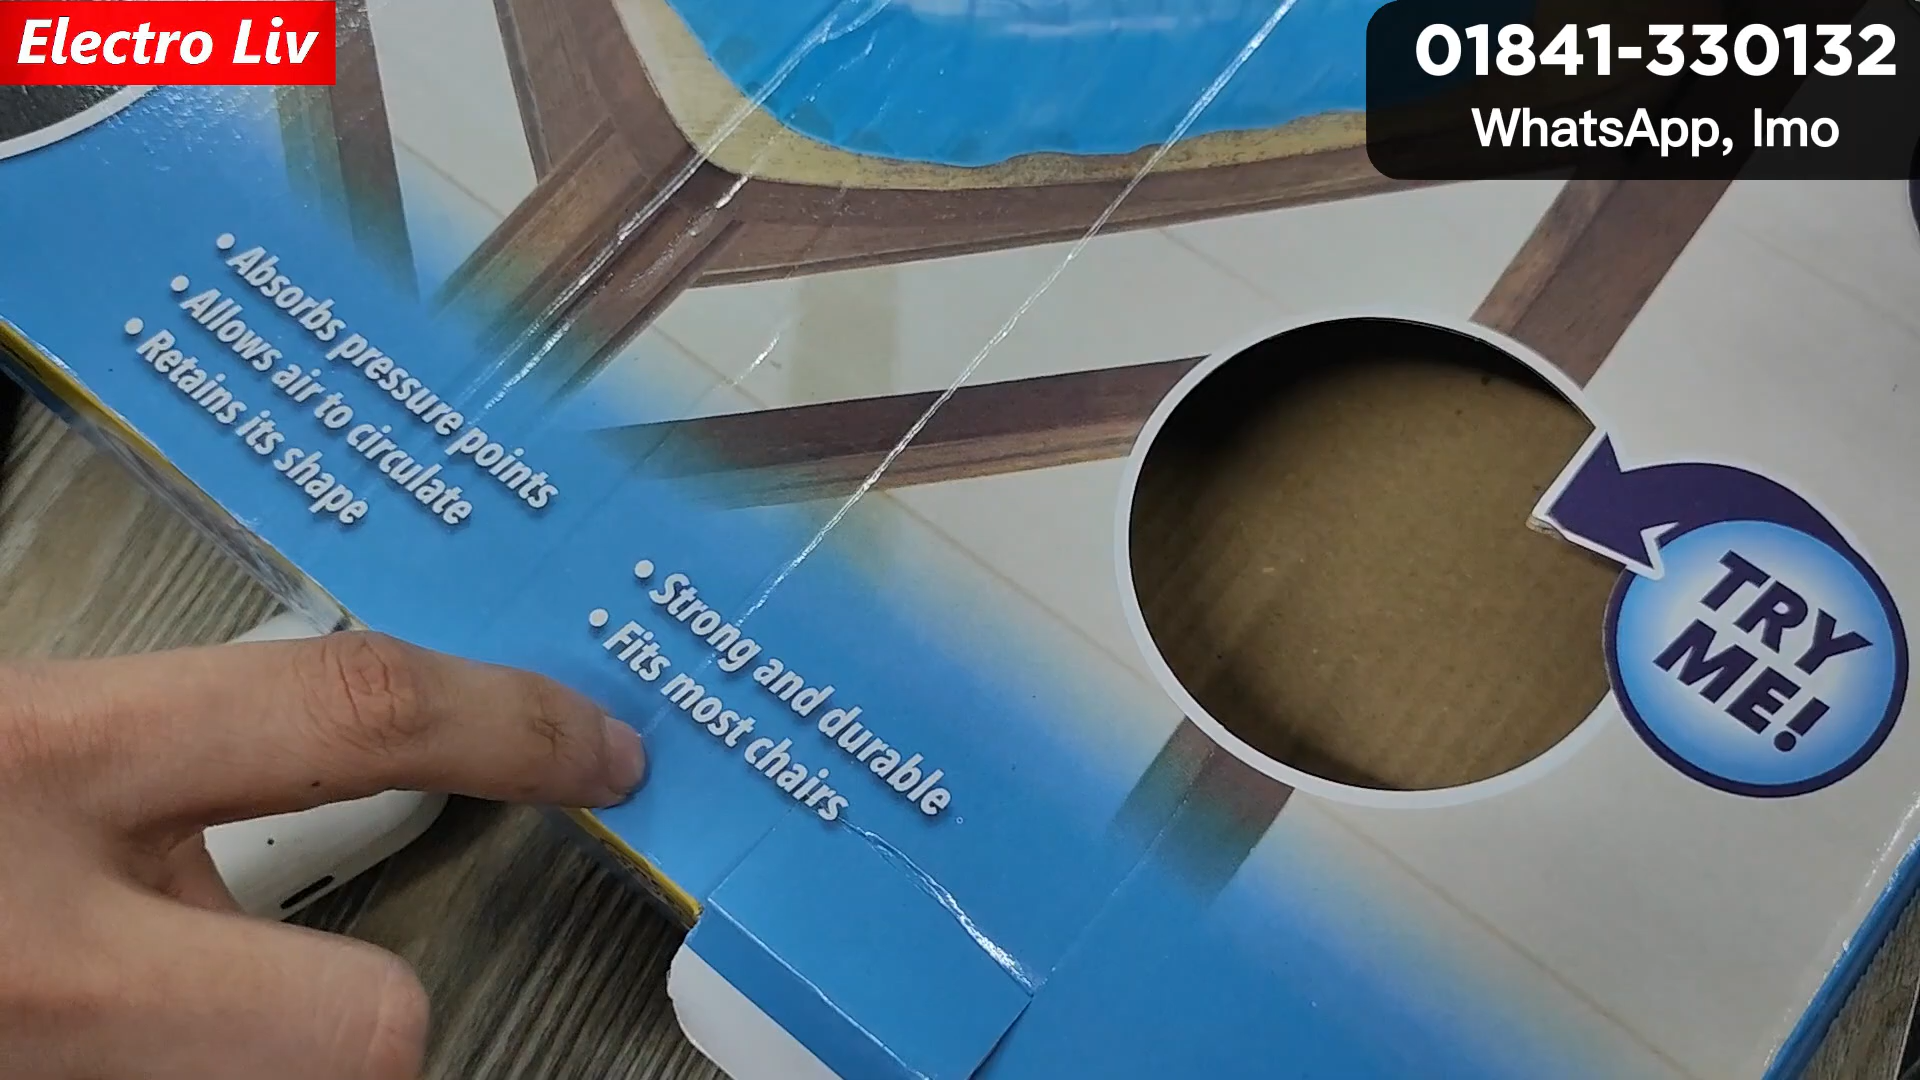 Electro Liv
01841-330132
WhatsApp, Imo
• Absorbs pressure points
• Allows air to circulate
• Retains its shape
• Strong and durable
• Fits most chairs
TRY
ME!